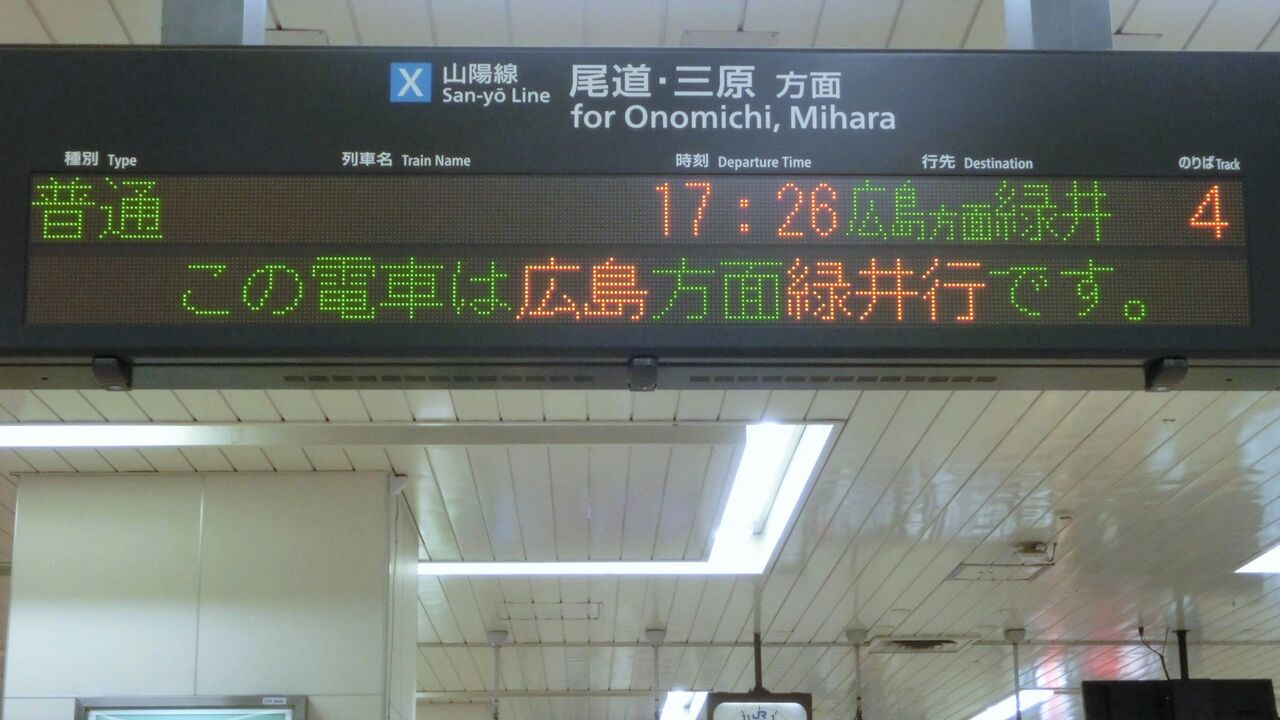 X 山陽線 尾道・三原 方面
San-yō Line for Onomichi, Mihara
種別 Type 列車名 Train Name 時刻 Departure Time 行先 Destination のりば Track
普通 17:26 広島方面緑井 4
この電車は広島方面緑井行です。
JR